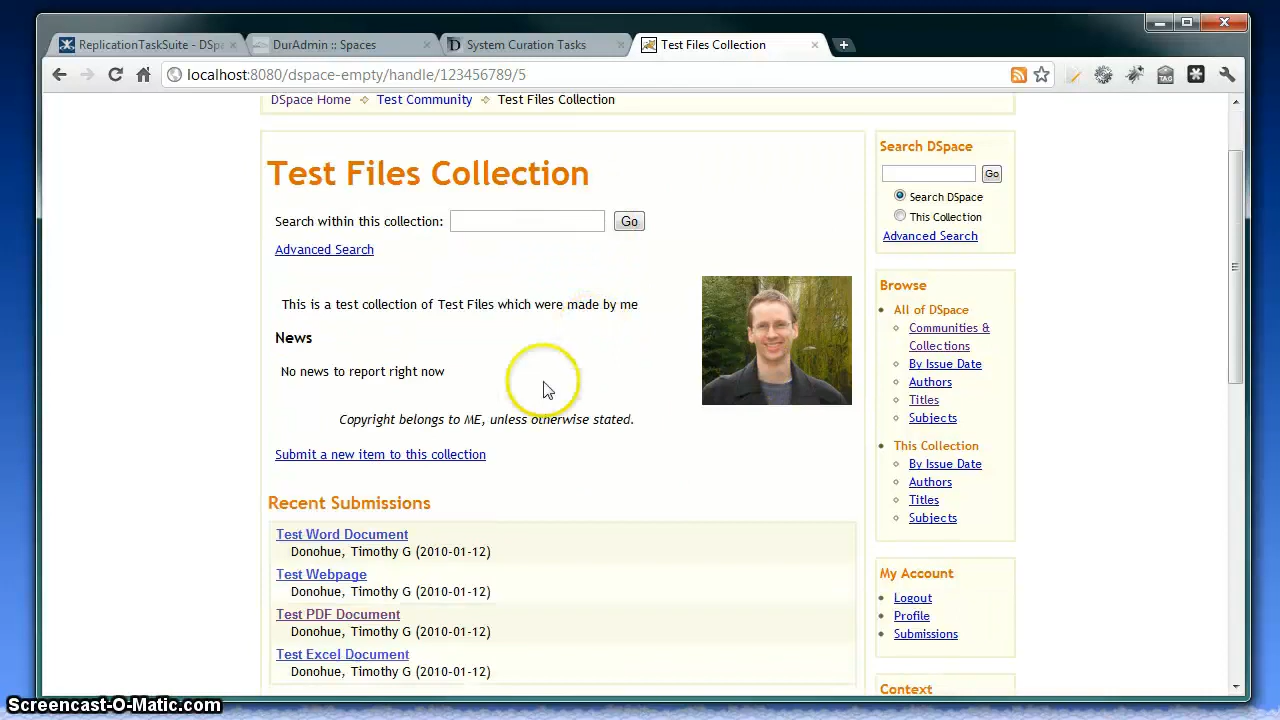 ReplicationTaskSuite - DSpa
DurAdmin :: Spaces
System Curation Tasks
Test Files Collection
localhost:8080/dspace-empty/handle/123456789/5
TAG
DSpace Home Test Community Test Files Collection
Test Files Collection
Search within this collection: Go
Advanced Search
This is a test collection of Test Files which were made by me
News
No news to report right now
Copyright belongs to ME, unless otherwise stated.
Submit a new item to this collection
Recent Submissions
Test Word Document
Donohue, Timothy G (2010-01-12)
Test Webpage
Donohue, Timothy G (2010-01-12)
Test PDF Document
Donohue, Timothy G (2010-01-12)
Test Excel Document
Donohue, Timothy G (2010-01-12)
Search DSpace
Go
Search DSpace
This Collection
Advanced Search
Browse
All of DSpace
Communities &
Collections
By Issue Date
Authors
Titles
Subjects
This Collection
By Issue Date
Authors
Titles
Subjects
My Account
Logout
Profile
Submissions
Context
Screencast-O-Matic.com